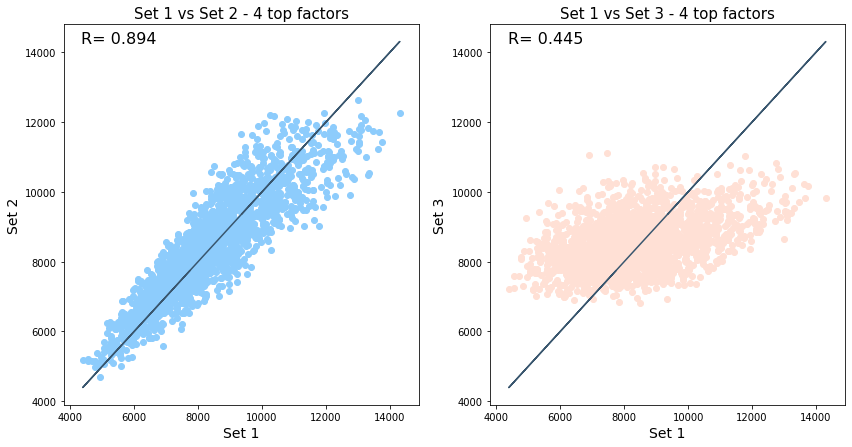 Set 1 vs Set 2 - 4 top factors
R= 0.894
14000
12000
10000
8000
6000
4000
Set 2
4000 6000 8000 10000 12000 14000
Set 1
Set 1 vs Set 3 - 4 top factors
R= 0.445
14000
12000
10000
8000
6000
4000
Set 3
4000 6000 8000 10000 12000 14000
Set 1